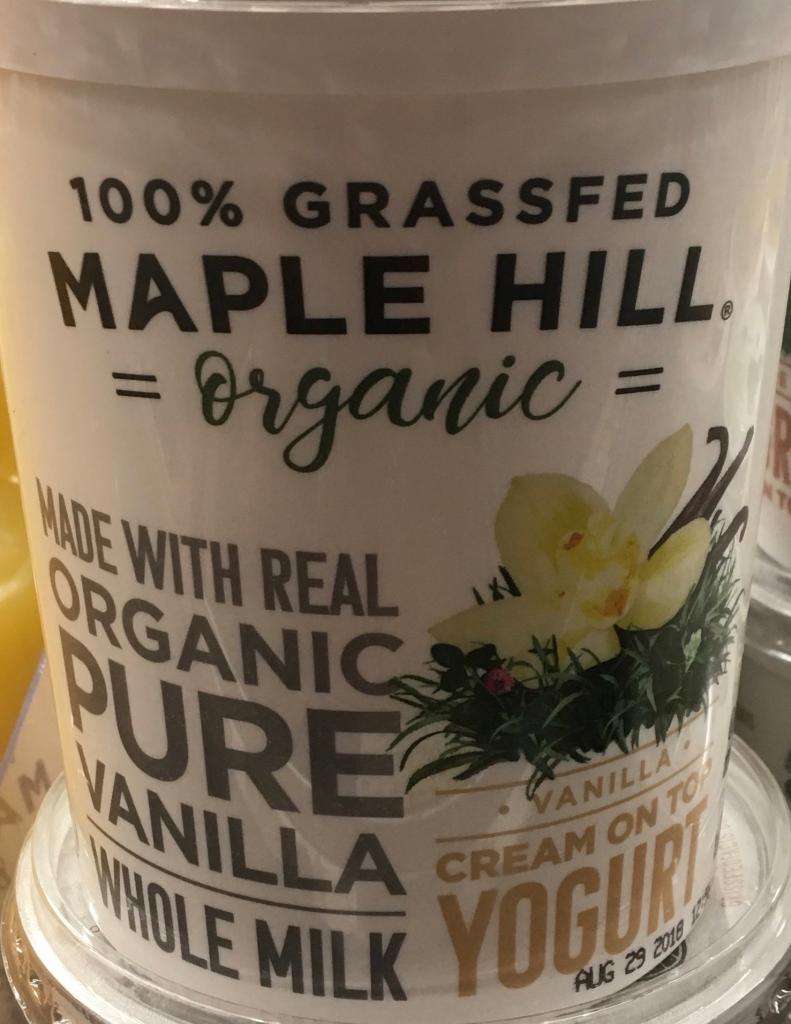 100% GRASSFED
MAPLE HILL®
= organic =
MADE WITH REAL
ORGANIC
PURE
VANILLA
WHOLE MILK
• VANILLA •
CREAM ON TOP
YOGURT
AUG 29 2018